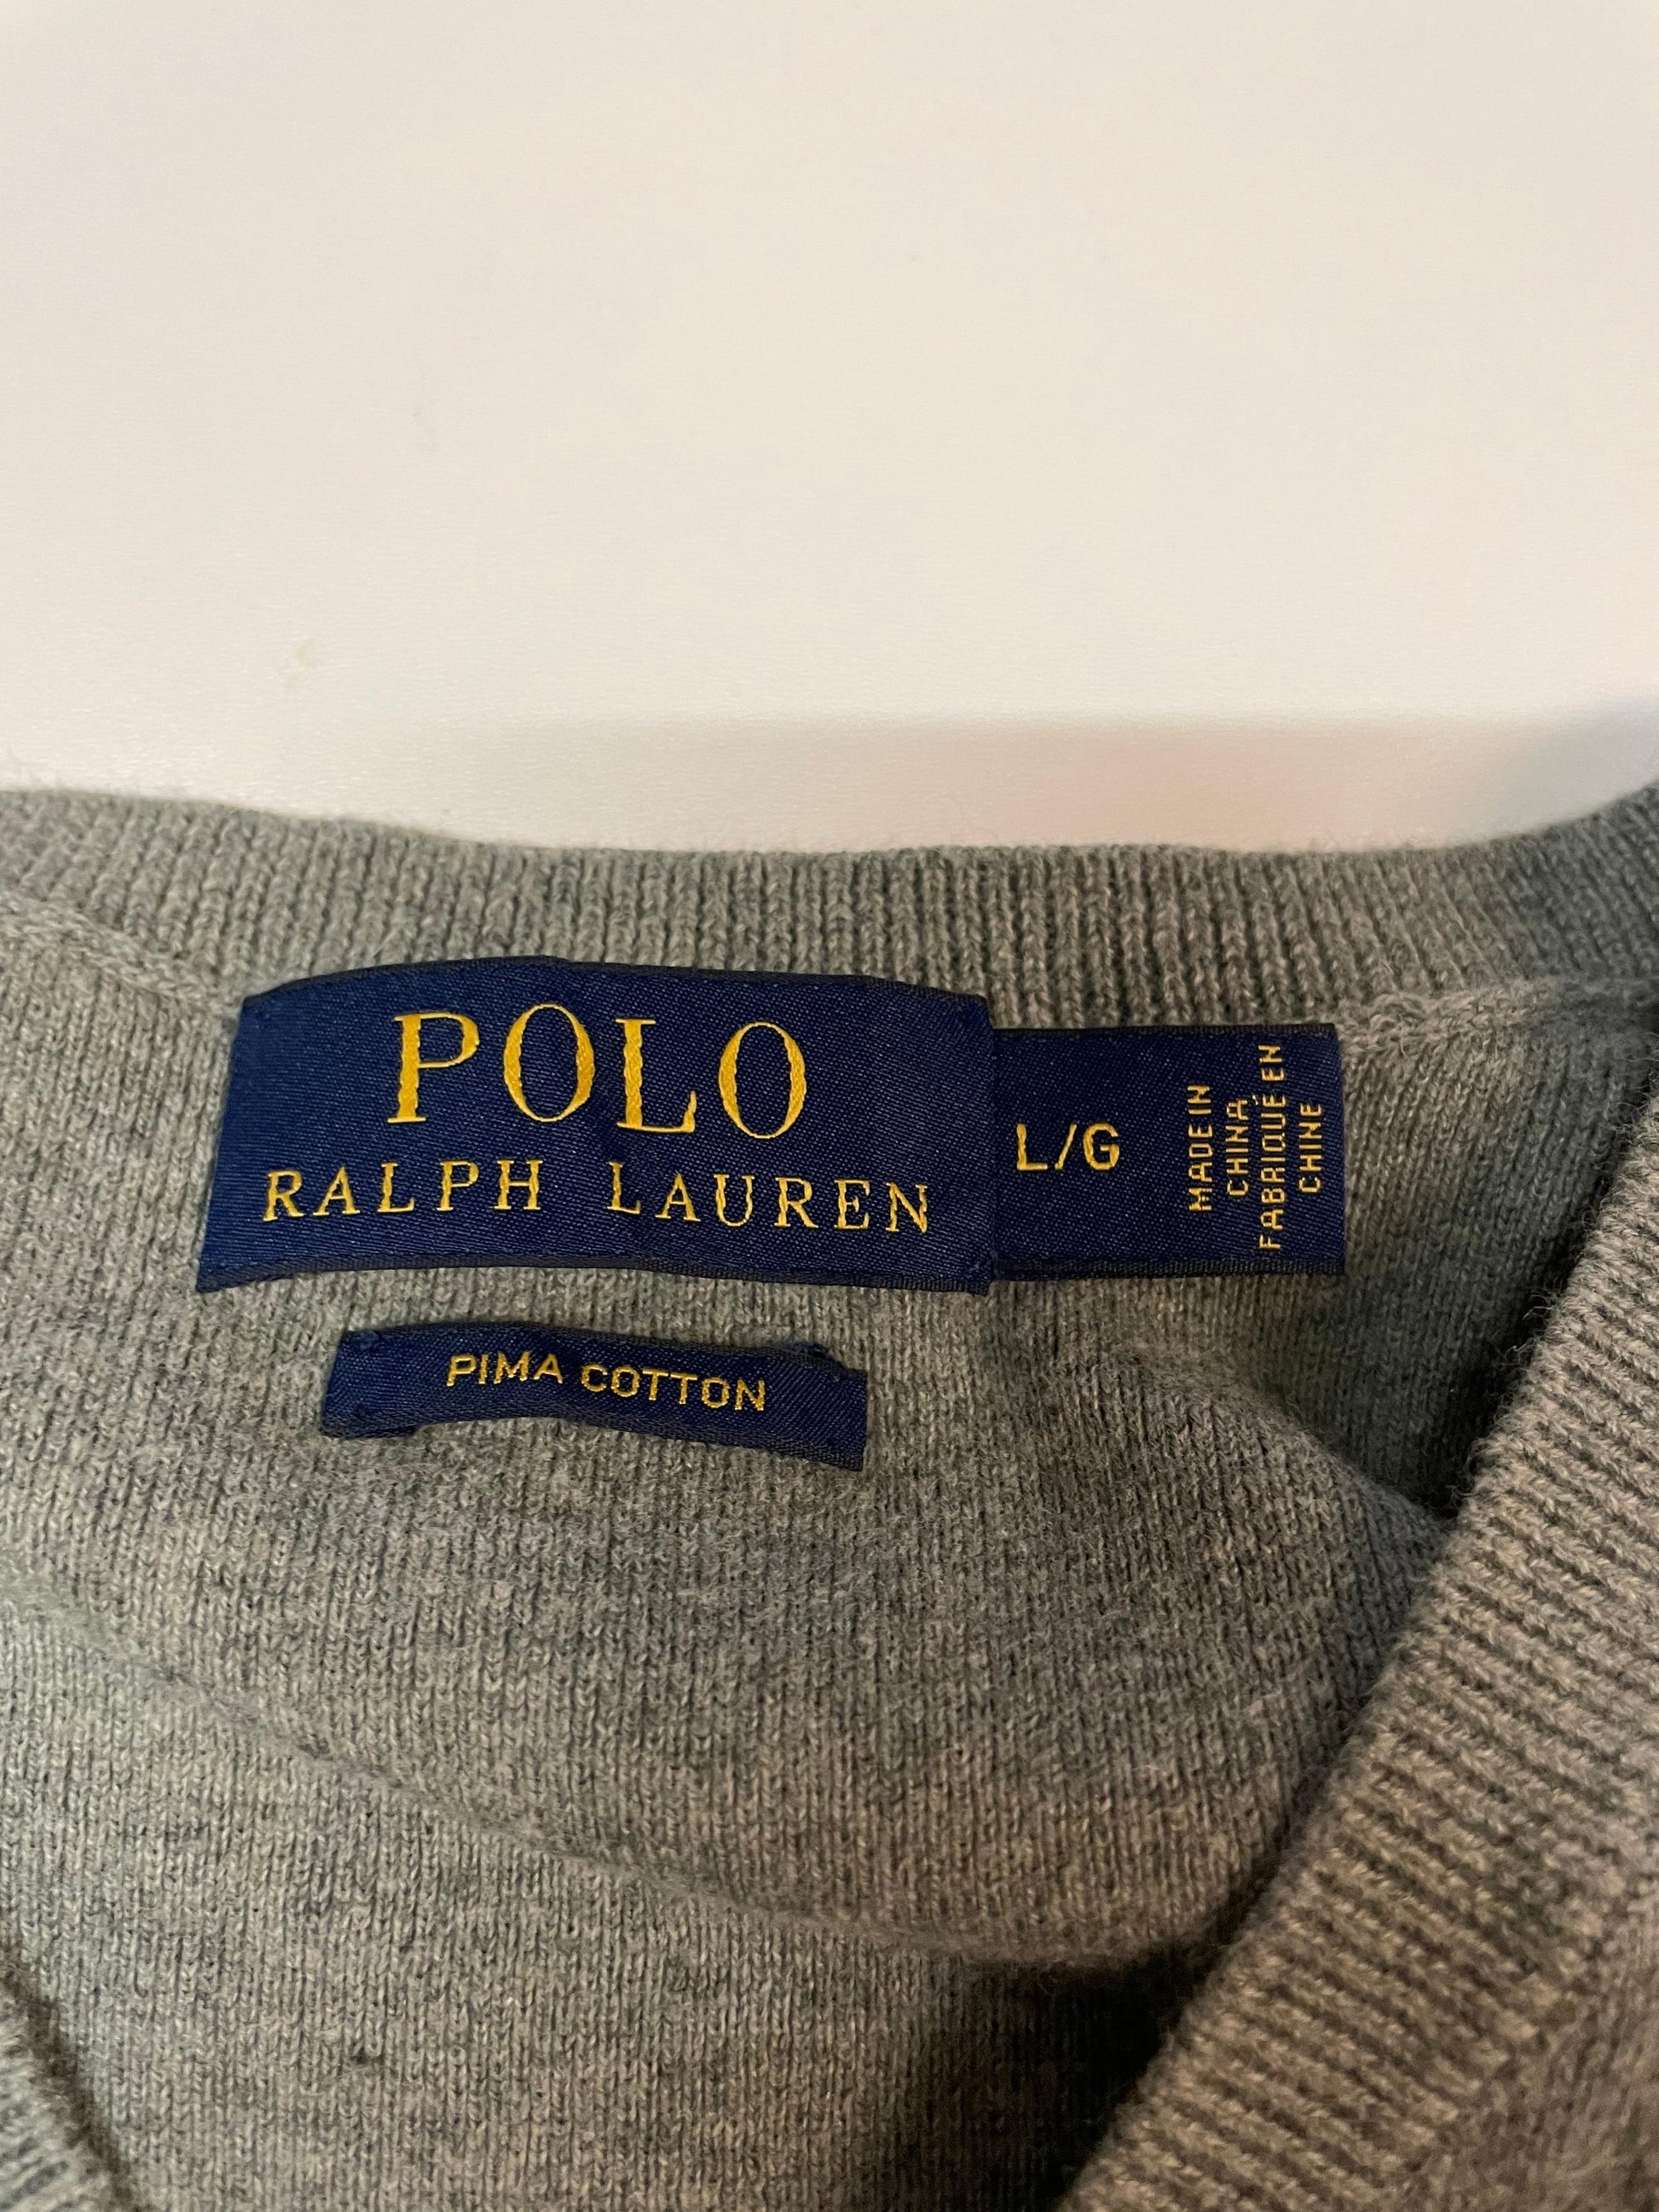 POLO
RALPH LAUREN
L/G
MADE IN
CHINA
FABRIQUÉ EN
CHINE
PIMA COTTON